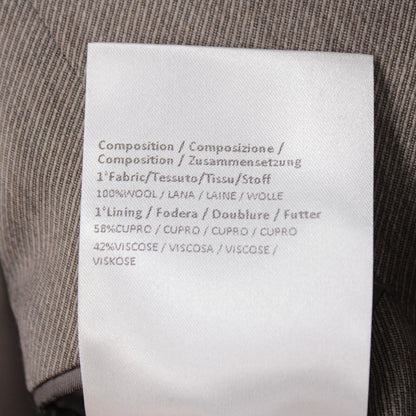 Composition / Composizione /
Composition / Zusammensetzung
1°Fabric/Tessuto/Tissu/Stoff
100%WOOL / LANA / LAINE / WOLLE
1°Lining / Fodera / Doublure / Futter
58%CUPRO / CUPRO / CUPRO / CUPRO
42%VISCOSE / VISCOSA / VISCOSE /
VISKOSE